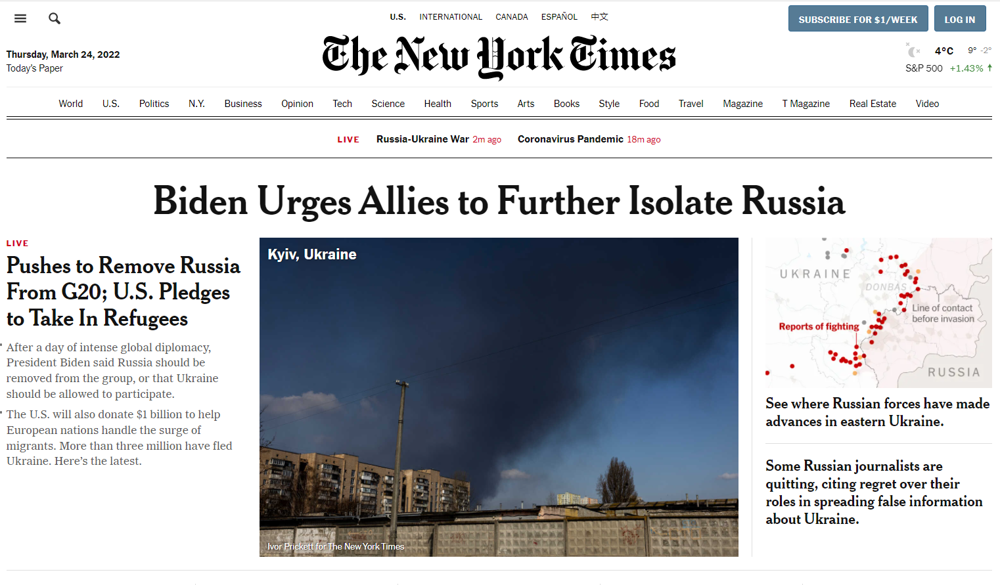 U.S. INTERNATIONAL CANADA ESPAÑOL 中文
SUBSCRIBE FOR $1/WEEK LOG IN
Thursday, March 24, 2022
Today's Paper
The New York Times
4°C 9° -2°
S&P 500 +1.43%
World U.S. Politics N.Y. Business Opinion Tech Science Health Sports Arts Books Style Food Travel Magazine T Magazine Real Estate Video
LIVE Russia-Ukraine War 2m ago Coronavirus Pandemic 18m ago
Biden Urges Allies to Further Isolate Russia
LIVE
Pushes to Remove Russia
From G20; U.S. Pledges
to Take In Refugees
• After a day of intense global diplomacy,
President Biden said Russia should be
removed from the group, or that Ukraine
should be allowed to participate.
• The U.S. will also donate $1 billion to help
European nations handle the surge of
migrants. More than three million have fled
Ukraine. Here's the latest.
Kyiv, Ukraine
Ivor Prickett for The New York Times
UKRAINE
DONBAS
Line of contact
before invasion
Reports of fighting
RUSSIA
See where Russian forces have made
advances in eastern Ukraine.
Some Russian journalists are
quitting, citing regret over their
roles in spreading false information
about Ukraine.